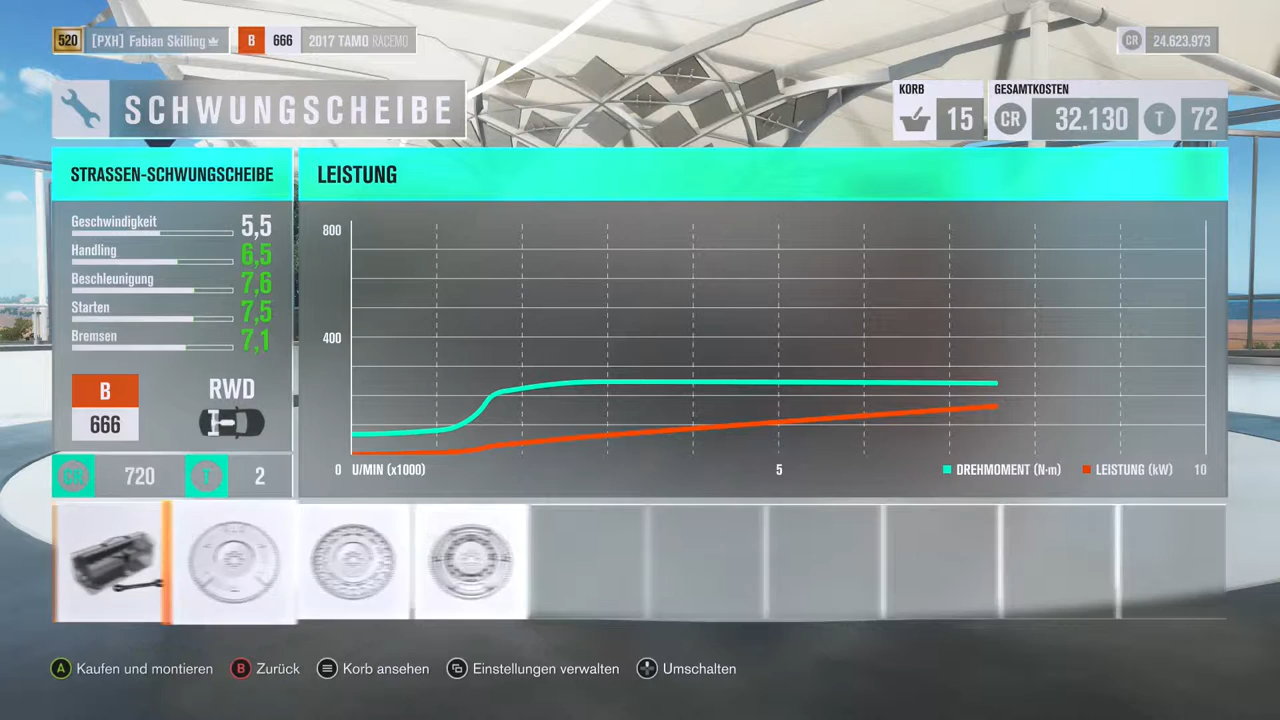 520 [PXH] Fabian Skilling B 666 2017 TAMO RACEMO CR 24.623.973
SCHWUNGSCHEIBE
KORB
15
GESAMTKOSTEN
CR 32.130 T 72
STRASSEN-SCHWUNGSCHEIBE
Geschwindigkeit 5,5
Handling 6,5
Beschleunigung 7,6
Starten 7,5
Bremsen 7,1
B
666
RWD
CR 720 T 2
LEISTUNG
800
400
0 U/MIN (x1000) 5 DREHMOMENT (N·m) LEISTUNG (kW) 10
A Kaufen und montieren B Zurück Korb ansehen Einstellungen verwalten Umschalten